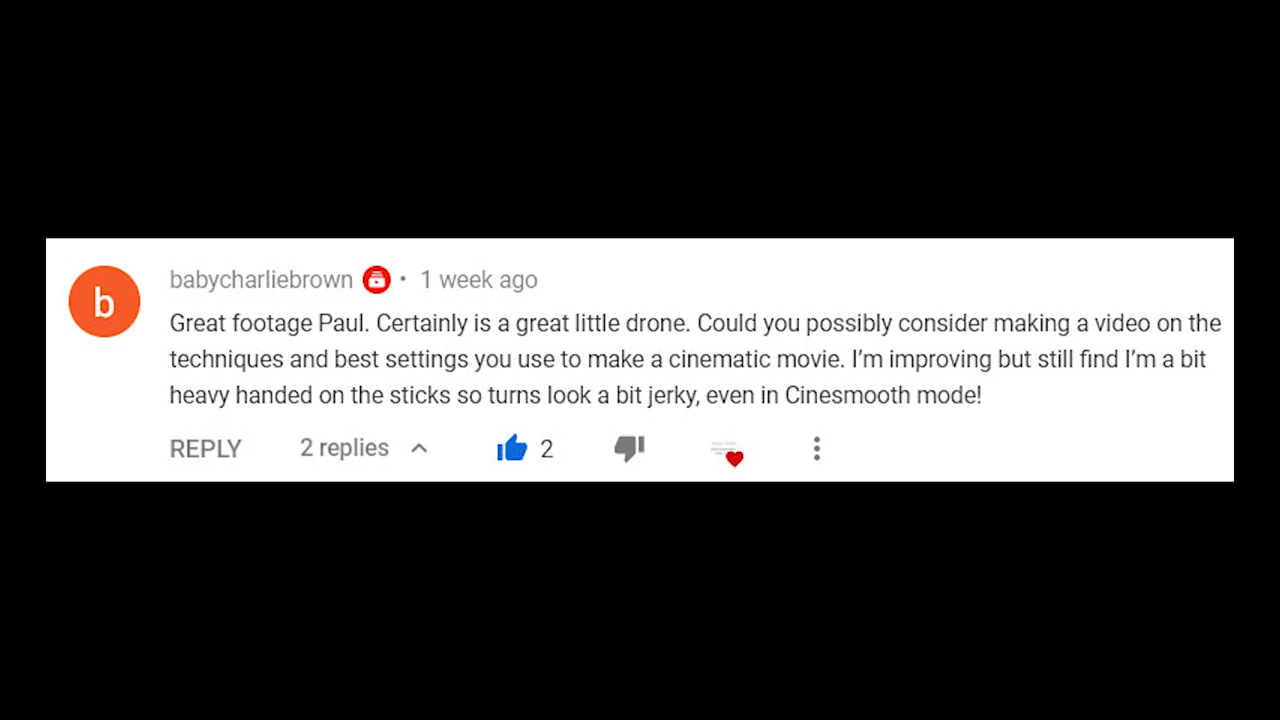 b
babycharliebrown • 1 week ago
Great footage Paul. Certainly is a great little drone. Could you possibly consider making a video on the
techniques and best settings you use to make a cinematic movie. I’m improving but still find I’m a bit
heavy handed on the sticks so turns look a bit jerky, even in Cinesmooth mode!
REPLY 2 replies 2